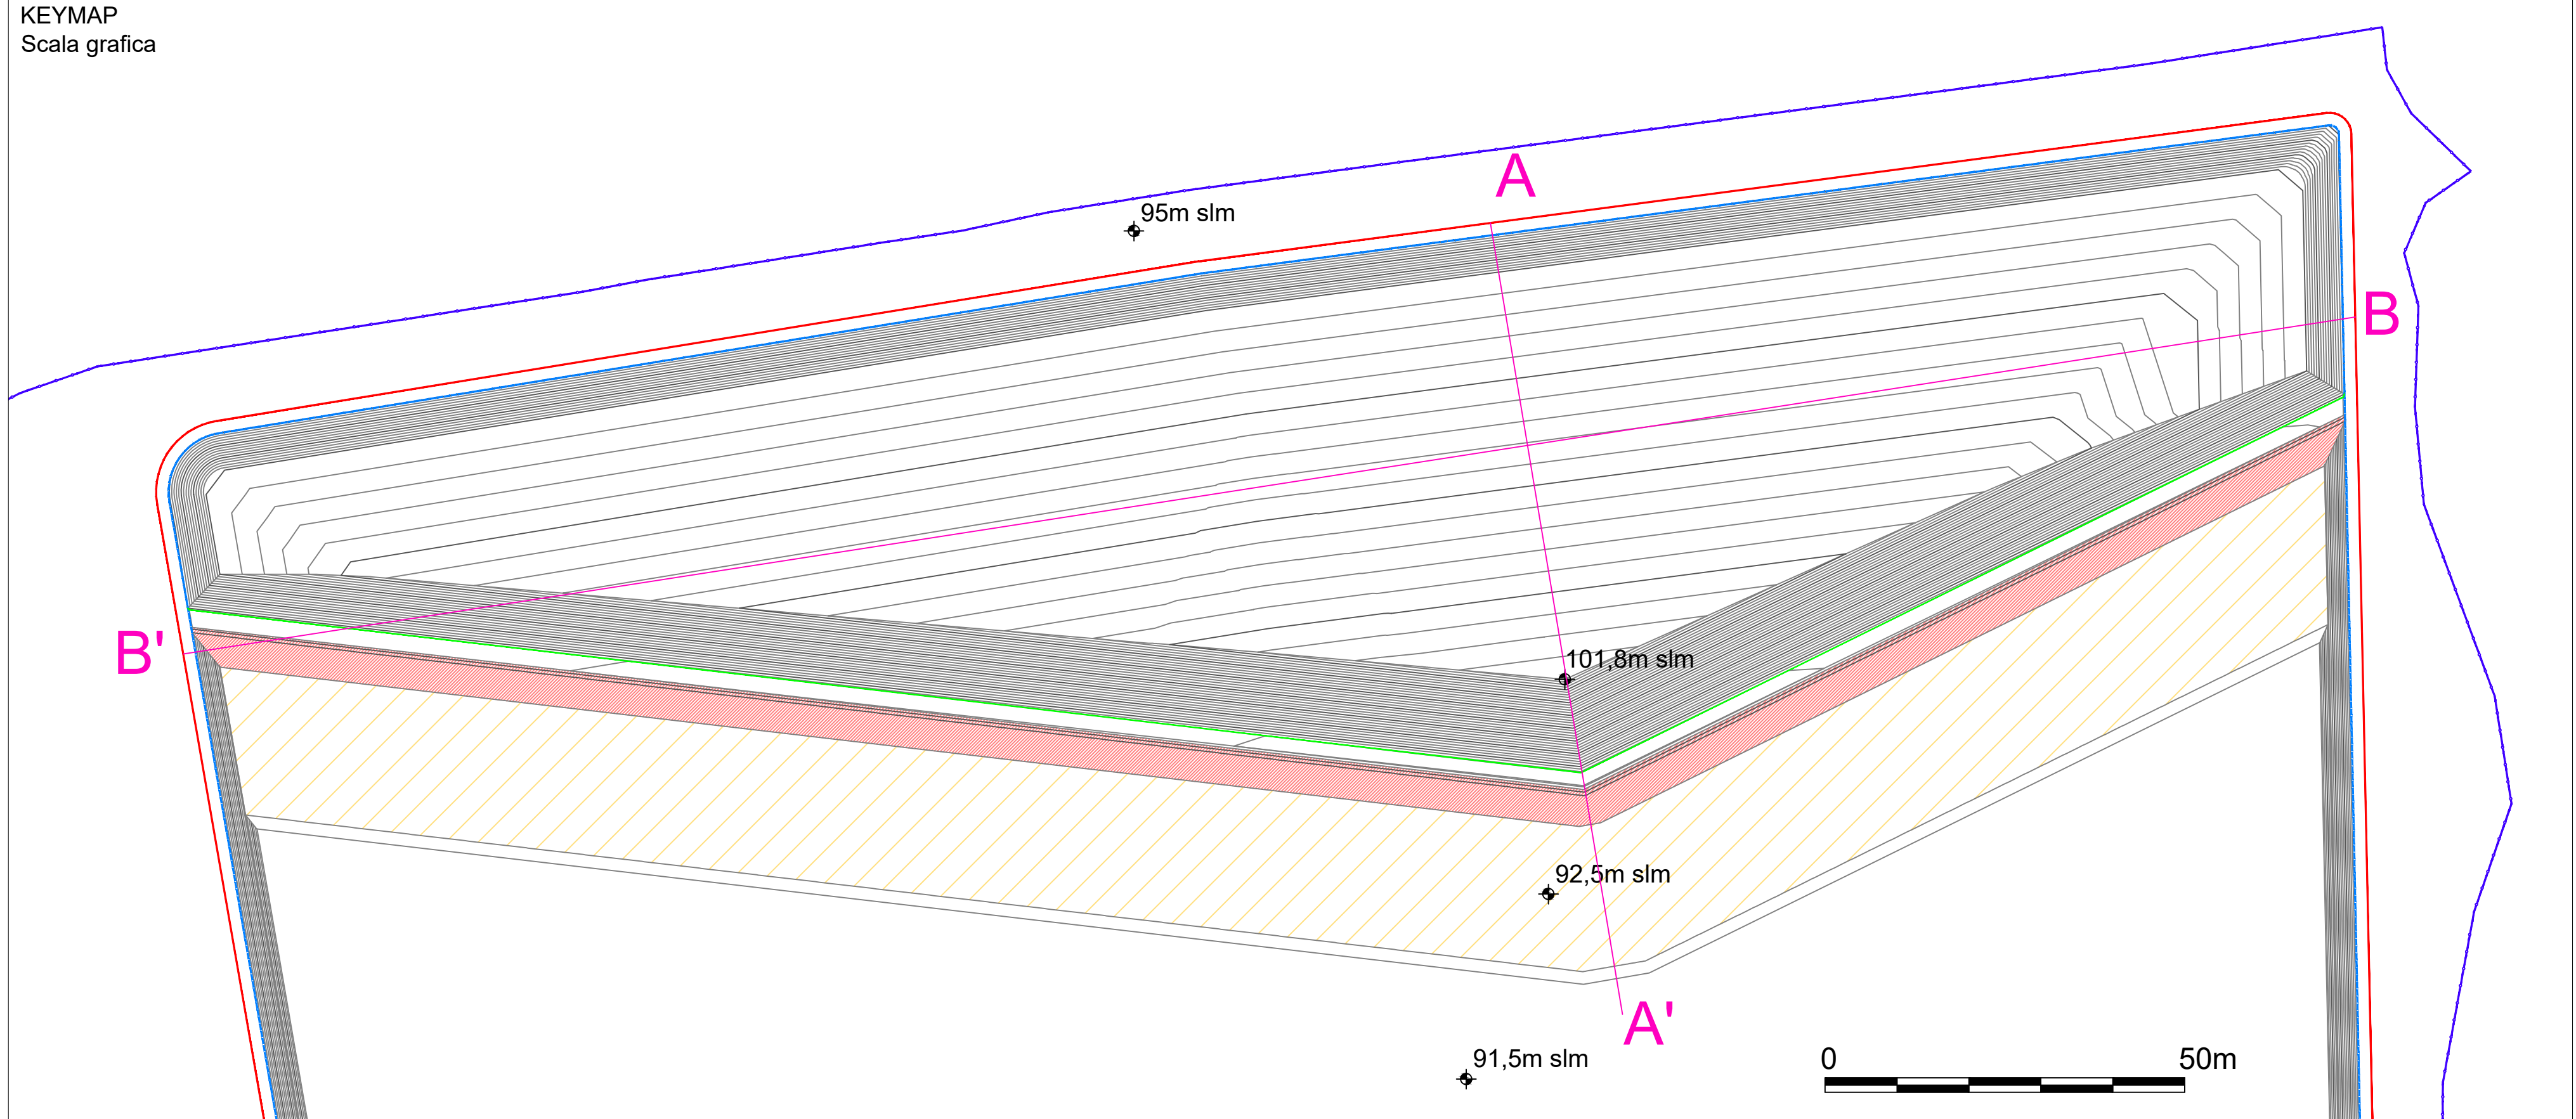 KEYMAP
Scala grafica
A
95m slm
B
B'
101,8m slm
92,5m slm
A'
91,5m slm
0 50m